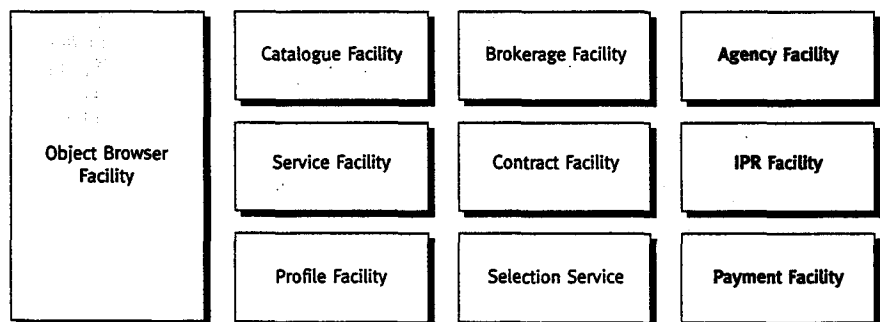 Catalogue Facility
Brokerage Facility
Agency Facility
Object Browser
Facility
Service Facility
Contract Facility
IPR Facility
Profile Facility
Selection Service
Payment Facility